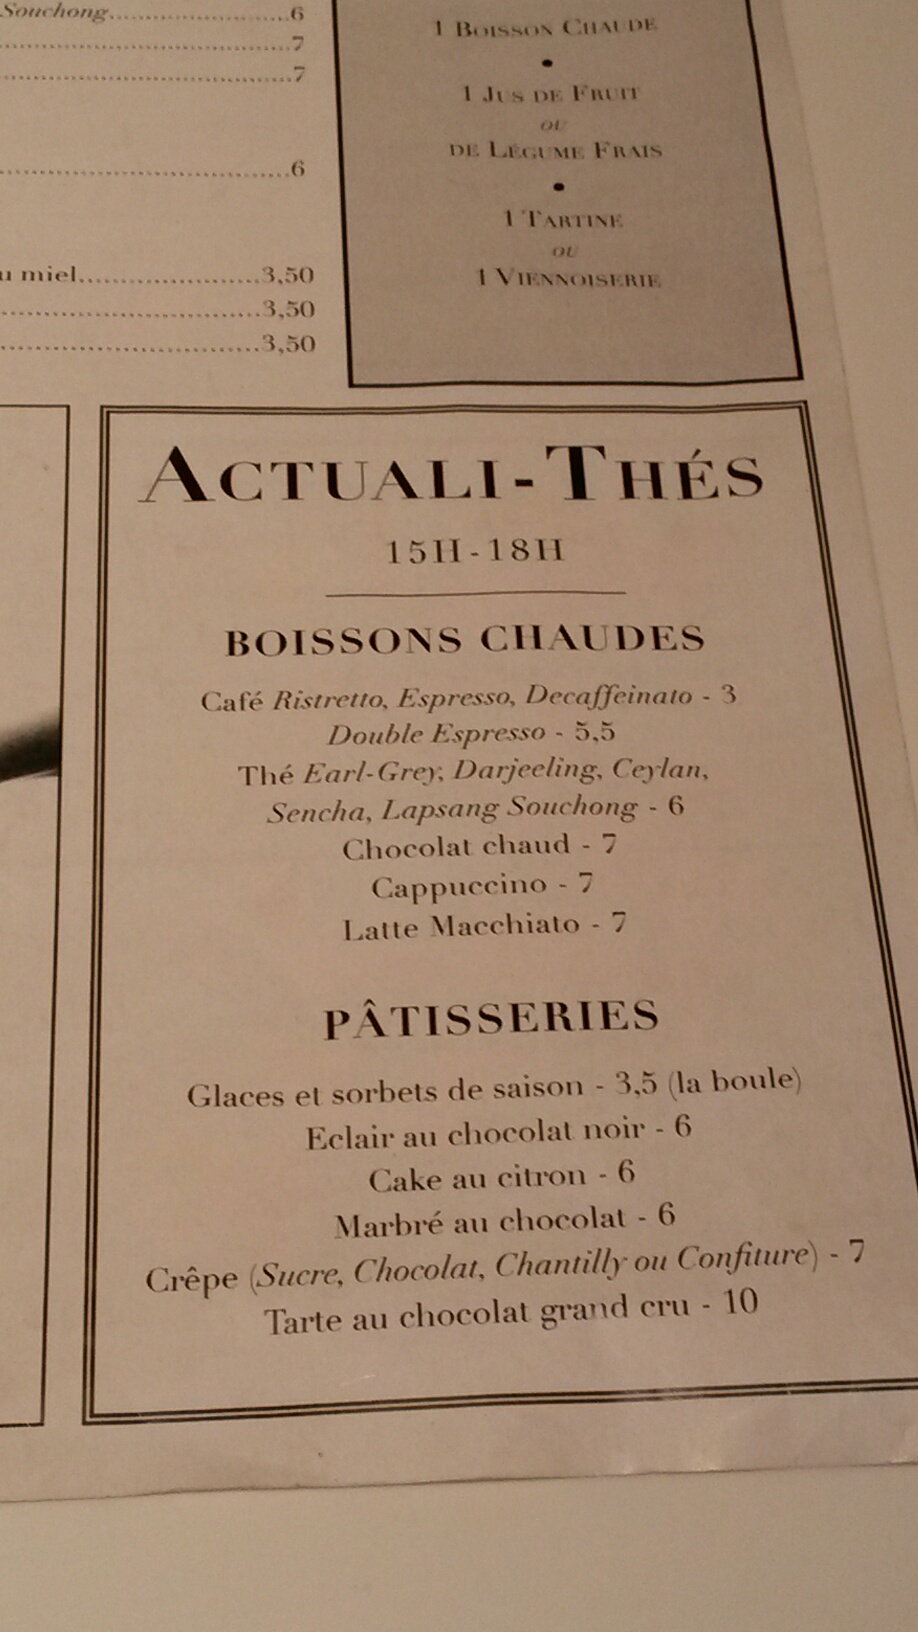 Souchong..............................6
..............................7
..............................7
..............................6
u miel..............................3,50
..............................3,50
..............................3,50
1 BOISSON CHAUDE
•
1 JUS DE FRUIT
OU
DE LÉGUME FRAIS
•
1 TARTINE
OU
1 VIENNOISERIE
ACTUALI-THÉS
15H-18H
BOISSONS CHAUDES
Café Ristretto, Espresso, Decaffeinato - 3
Double Espresso - 5,5
Thé Earl-Grey, Darjeeling, Ceylan,
Sencha, Lapsang Souchong - 6
Chocolat chaud - 7
Cappuccino - 7
Latte Macchiato - 7
PÂTISSERIES
Glaces et sorbets de saison - 3,5 (la boule)
Eclair au chocolat noir - 6
Cake au citron - 6
Marbré au chocolat - 6
Crêpe (Sucre, Chocolat, Chantilly ou Confiture) - 7
Tarte au chocolat grand cru - 10